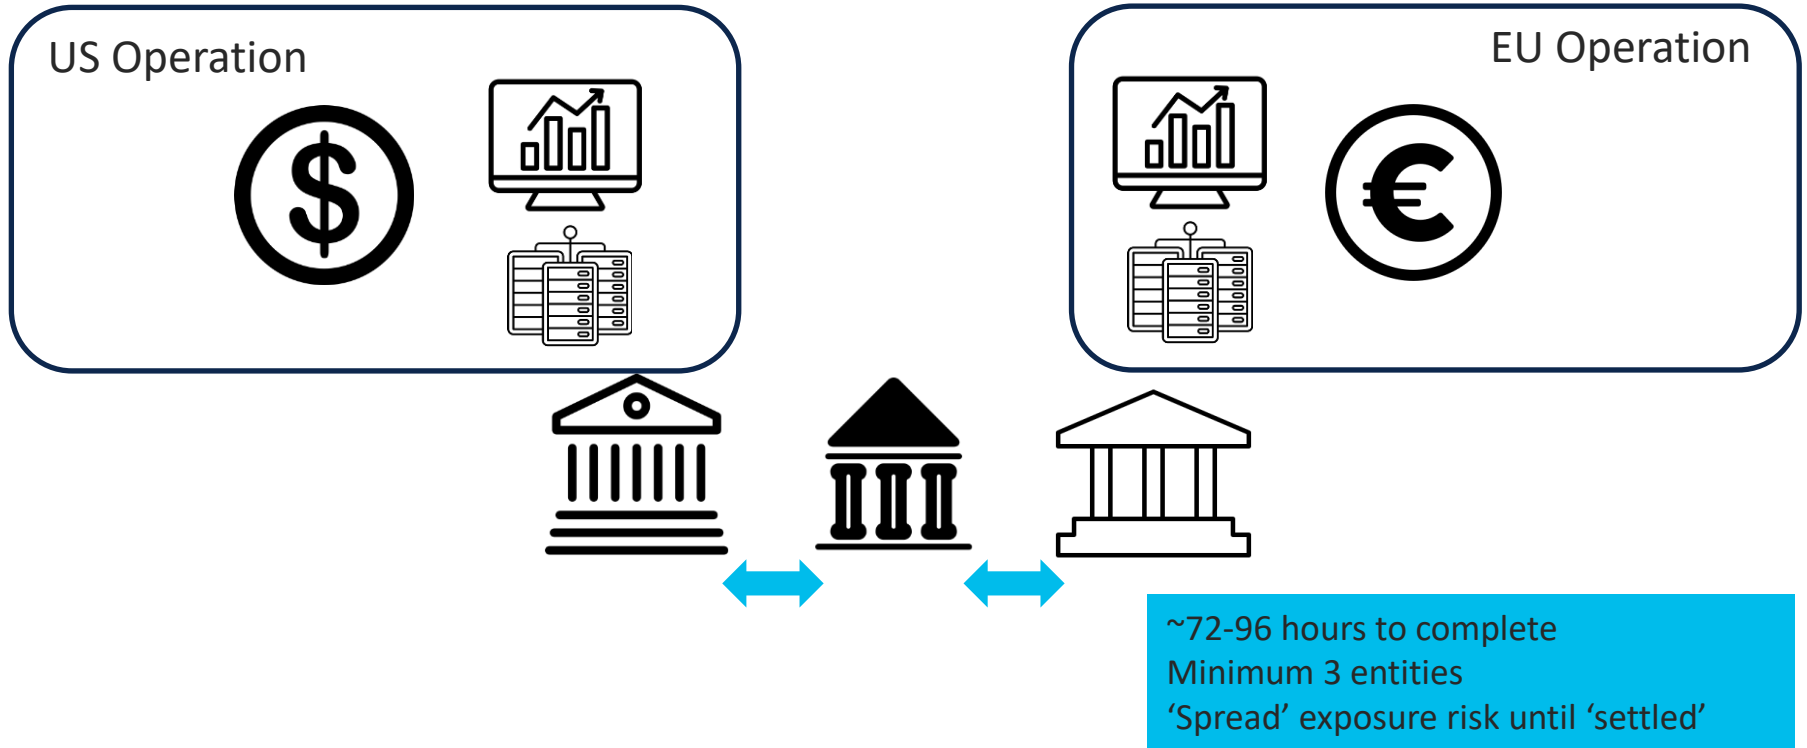 US Operation
EU Operation
~72-96 hours to complete
Minimum 3 entities
‘Spread’ exposure risk until ‘settled’